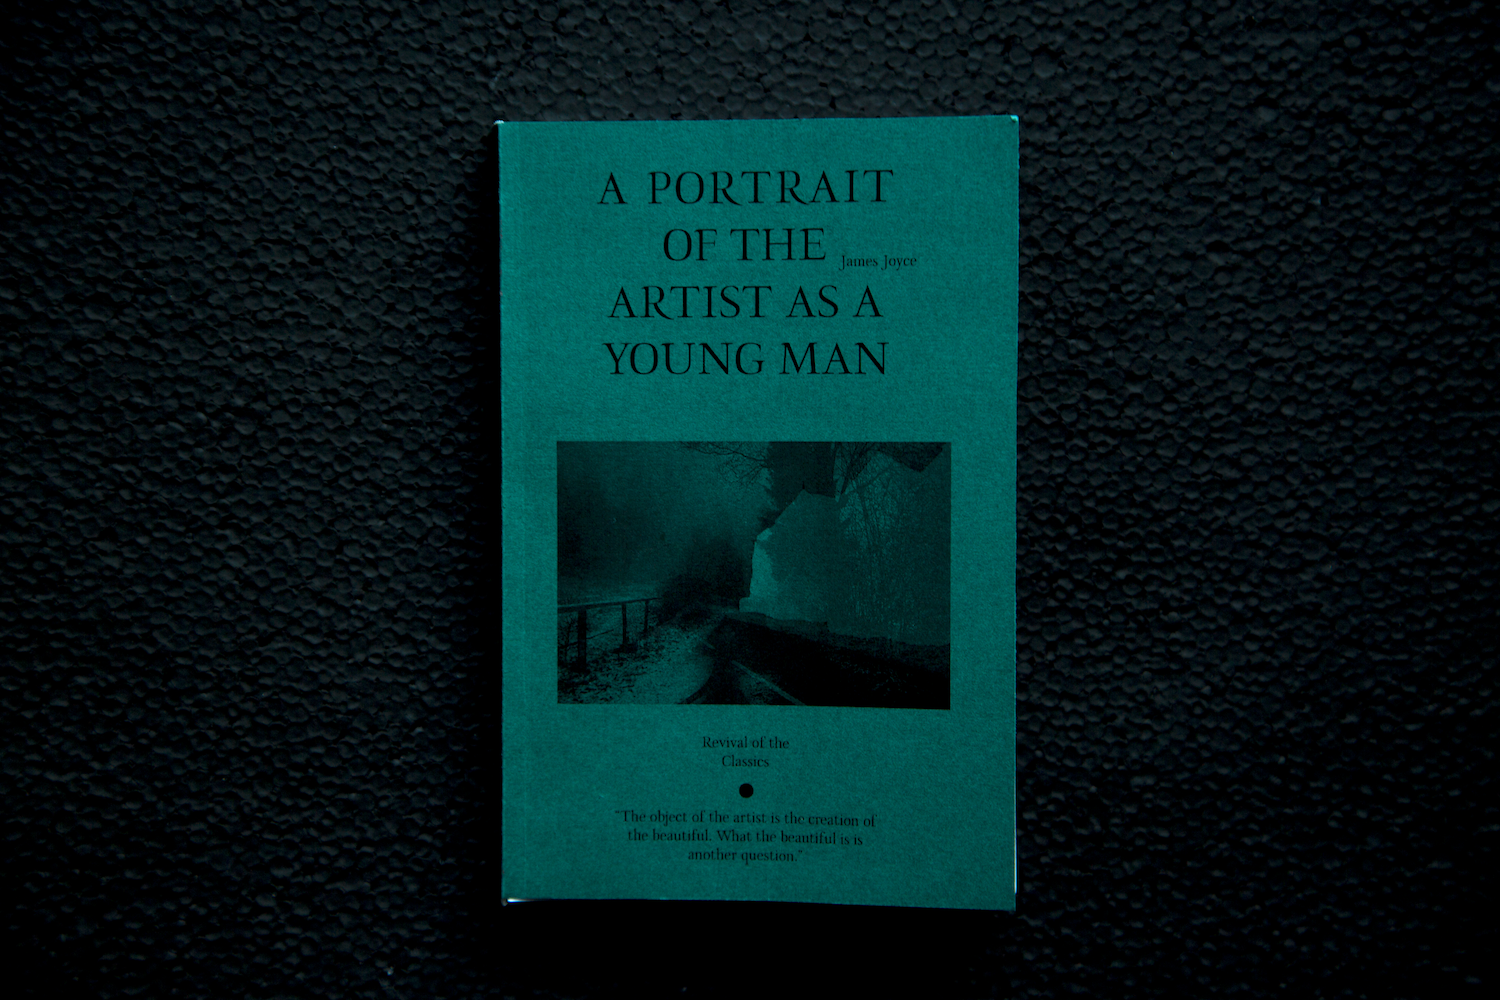 A PORTRAIT
OF THE
James Joyce
ARTIST AS A
YOUNG MAN
Revival of the
Classics
"The object of the artist is the creation of
the beautiful. What the beautiful is is
another question."